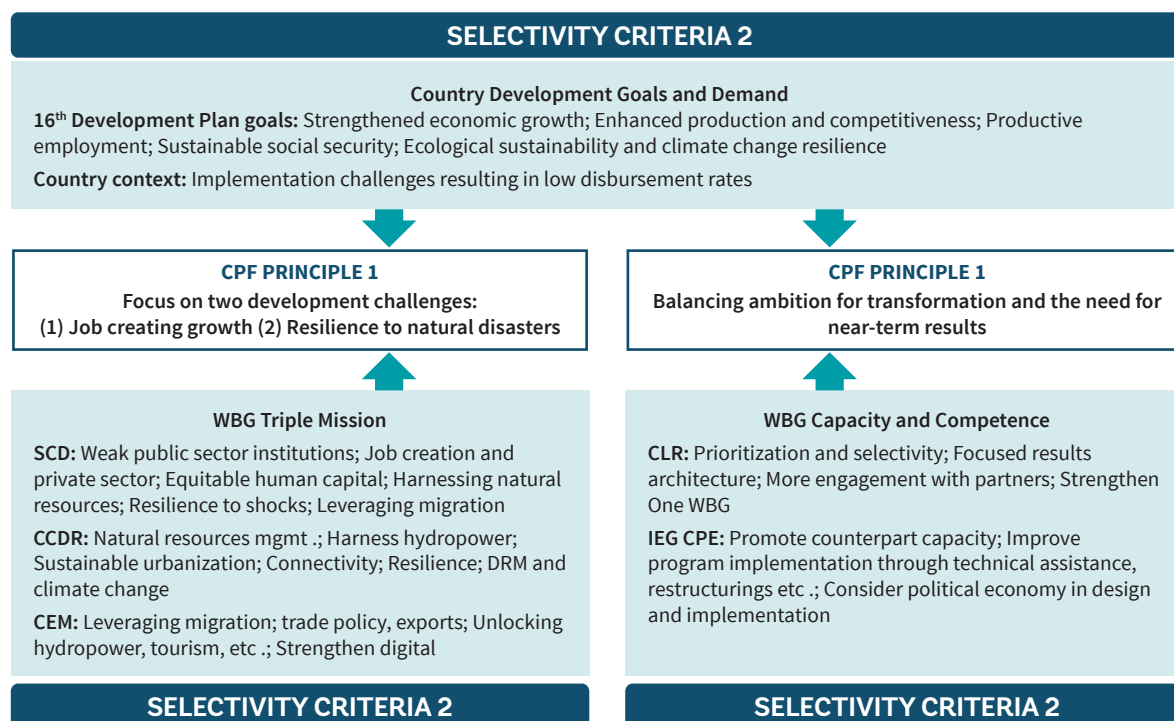 SELECTIVITY CRITERIA 2
Country Development Goals and Demand
16th Development Plan goals: Strengthened economic growth; Enhanced production and competitiveness; Productive
employment; Sustainable social security; Ecological sustainability and climate change resilience
Country context: Implementation challenges resulting in low disbursement rates
CPF PRINCIPLE 1
Focus on two development challenges:
(1) Job creating growth (2) Resilience to natural disasters
CPF PRINCIPLE 1
Balancing ambition for transformation and the need for
near-term results
WBG Triple Mission
SCD: Weak public sector institutions; Job creation and
private sector; Equitable human capital; Harnessing natural
resources; Resilience to shocks; Leveraging migration
CCDR: Natural resources mgmt .; Harness hydropower;
Sustainable urbanization; Connectivity; Resilience; DRM and
climate change
CEM: Leveraging migration; trade policy, exports; Unlocking
hydropower, tourism, etc .; Strengthen digital
SELECTIVITY CRITERIA 2
WBG Capacity and Competence
CLR: Prioritization and selectivity; Focused results
architecture; More engagement with partners; Strengthen
One WBG
IEG CPE: Promote counterpart capacity; Improve
program implementation through technical assistance,
restructurings etc .; Consider political economy in design
and implementation
SELECTIVITY CRITERIA 2